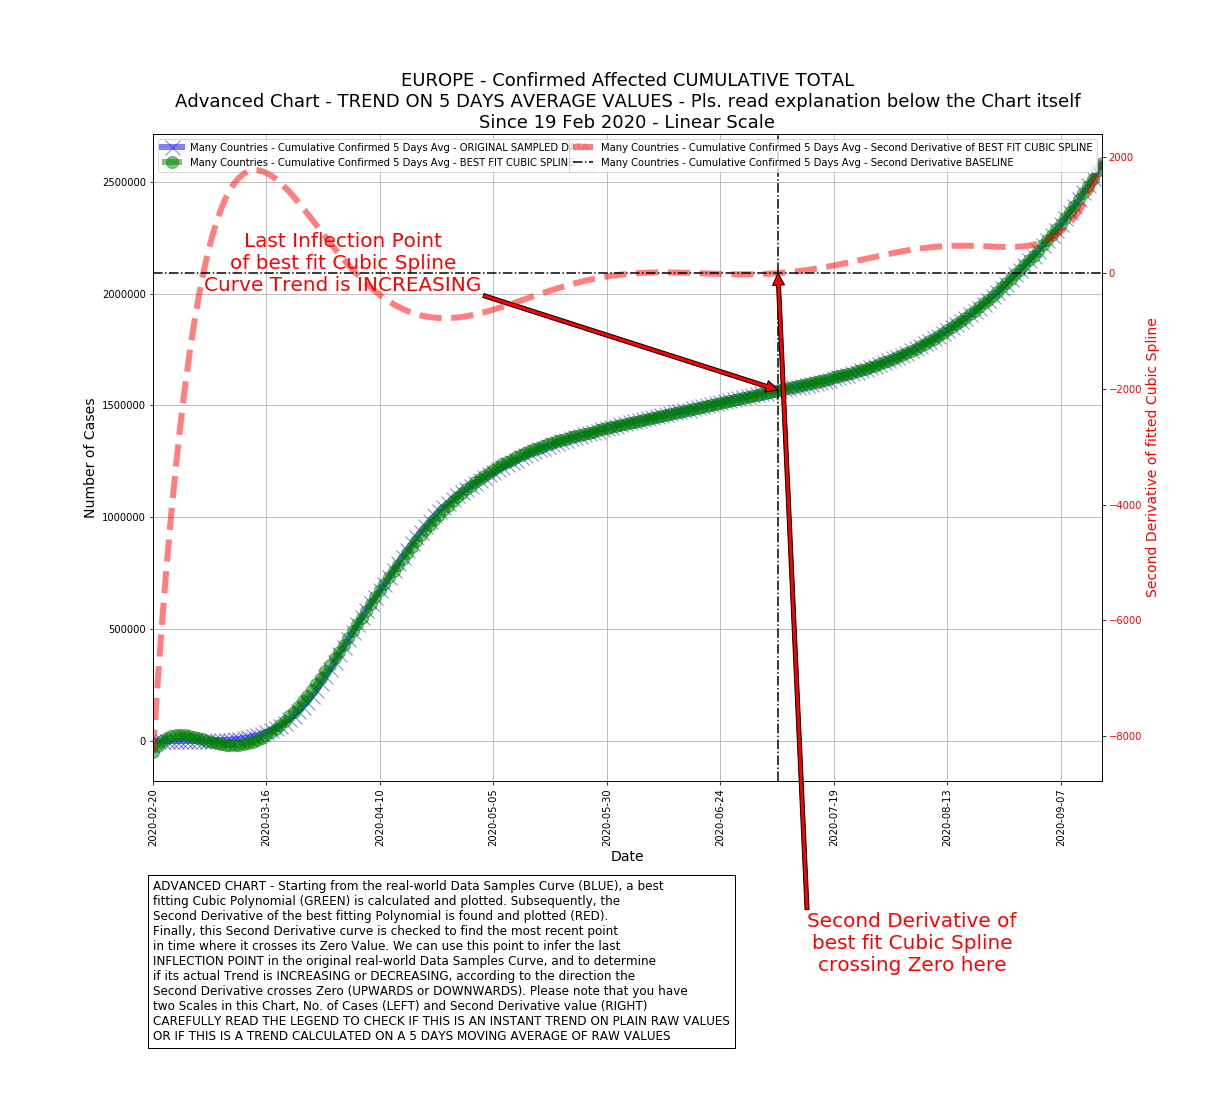 EUROPE - Confirmed Affected CUMULATIVE TOTAL
Advanced Chart - TREND ON 5 DAYS AVERAGE VALUES - Pls. read explanation below the Chart itself
Since 19 Feb 2020 - Linear Scale
Many Countries - Cumulative Confirmed 5 Days Avg - ORIGINAL SAMPLED DATA
Many Countries - Cumulative Confirmed 5 Days Avg - BEST FIT CUBIC SPLIN
Many Countries - Cumulative Confirmed 5 Days Avg - Second Derivative of BEST FIT CUBIC SPLINE
Many Countries - Cumulative Confirmed 5 Days Avg - Second Derivative BASELINE
Last Inflection Point
of best fit Cubic Spline
Curve Trend is INCREASING
Number of Cases
2500000
2000000
1500000
1000000
500000
0
2000
0
−2000
−4000
−6000
−8000
Second Derivative of fitted Cubic Spline
2020-02-20
2020-03-16
2020-04-10
2020-05-05
2020-05-30
2020-06-24
2020-07-19
2020-08-13
2020-09-07
Date
Second Derivative of
best fit Cubic Spline
crossing Zero here
ADVANCED CHART - Starting from the real-world Data Samples Curve (BLUE), a best
fitting Cubic Polynomial (GREEN) is calculated and plotted. Subsequently, the
Second Derivative of the best fitting Polynomial is found and plotted (RED).
Finally, this Second Derivative curve is checked to find the most recent point
in time where it crosses its Zero Value. We can use this point to infer the last
INFLECTION POINT in the original real-world Data Samples Curve, and to determine
if its actual Trend is INCREASING or DECREASING, according to the direction the
Second Derivative crosses Zero (UPWARDS or DOWNWARDS). Please note that you have
two Scales in this Chart, No. of Cases (LEFT) and Second Derivative value (RIGHT)
CAREFULLY READ THE LEGEND TO CHECK IF THIS IS AN INSTANT TREND ON PLAIN RAW VALUES
OR IF THIS IS A TREND CALCULATED ON A 5 DAYS MOVING AVERAGE OF RAW VALUES